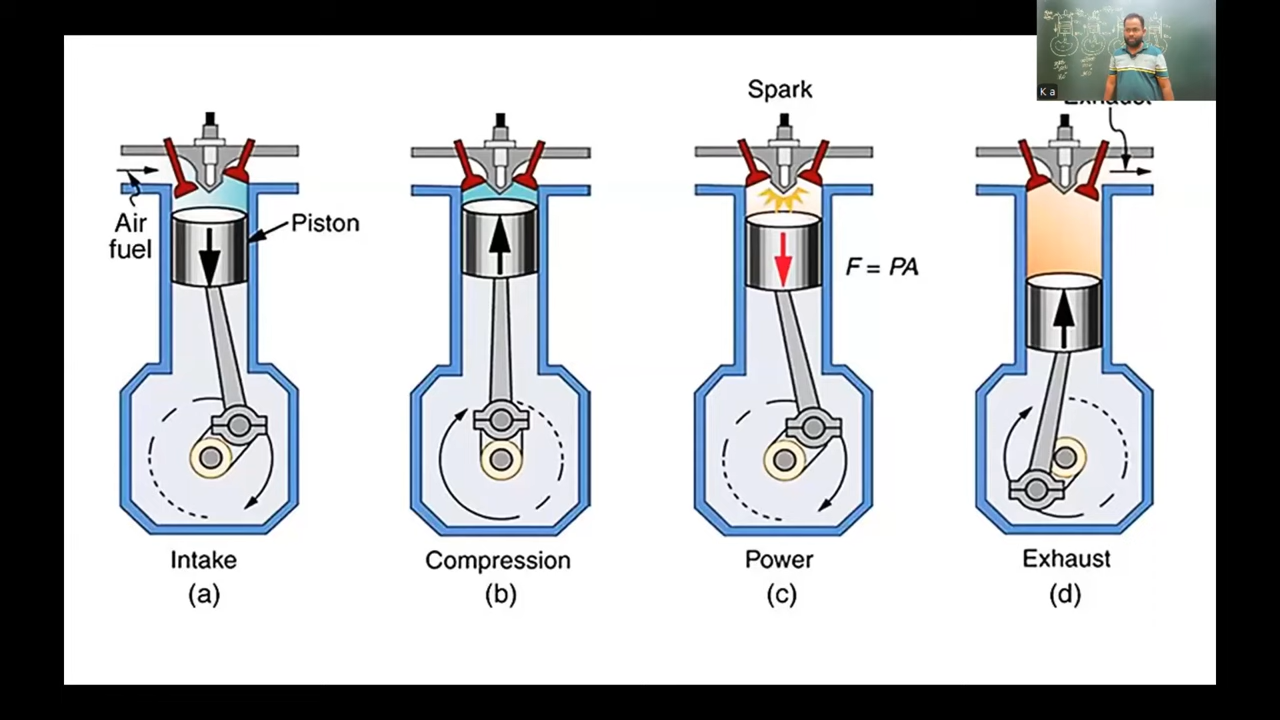 Spark
K a
Exhaust
Air
fuel
Piston
F = PA
Intake
Compression
Power
Exhaust
(a)
(b)
(c)
(d)